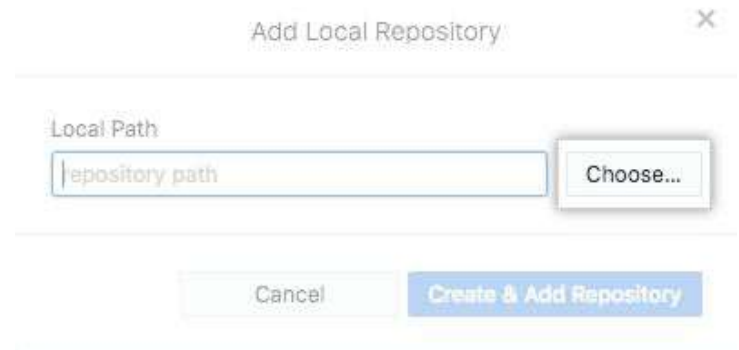 Add Local Repository
Local Path
repository path
Choose...
Cancel
Create & Add Repository